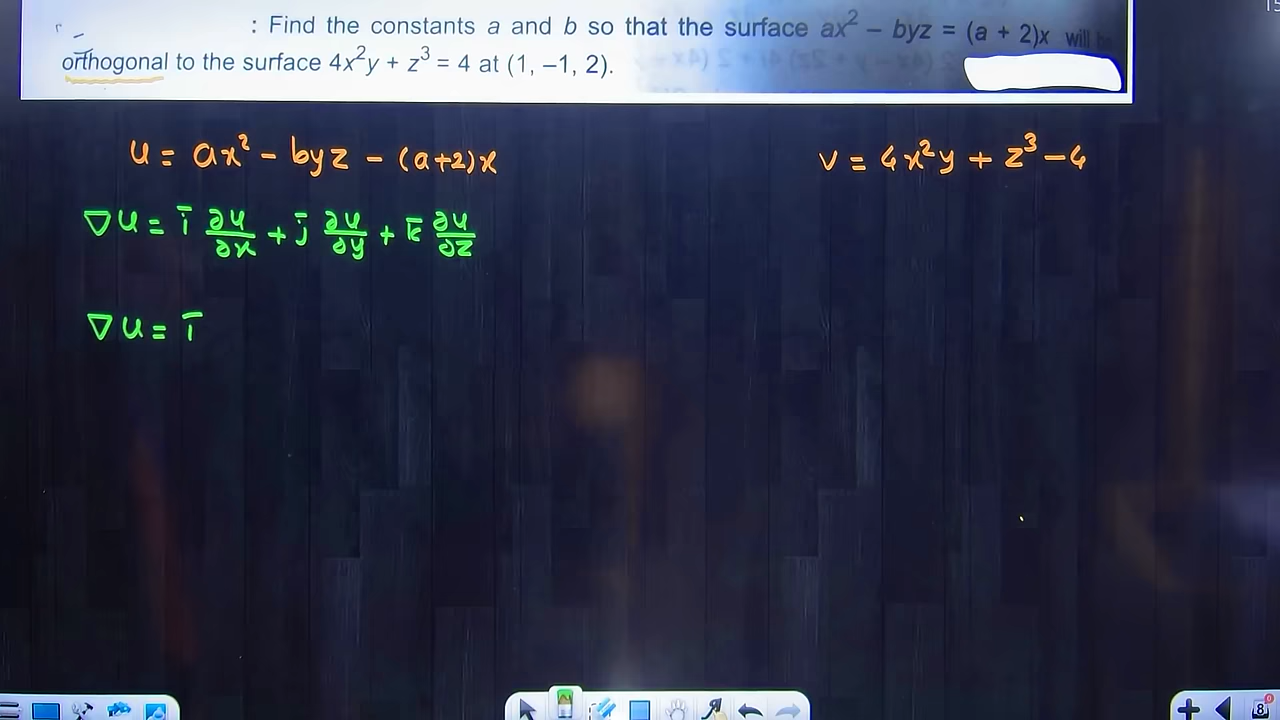 : Find the constants a and b so that the surface ax² – byz = (a + 2)x will be
orthogonal to the surface 4x²y + z³ = 4 at (1, –1, 2).
u = ax² - byz - (a+2)x
v = 4x²y + z³ - 4
∇u = i̅ ∂u/∂x + j̅ ∂u/∂y + k̅ ∂u/∂z
∇u = i̅
8